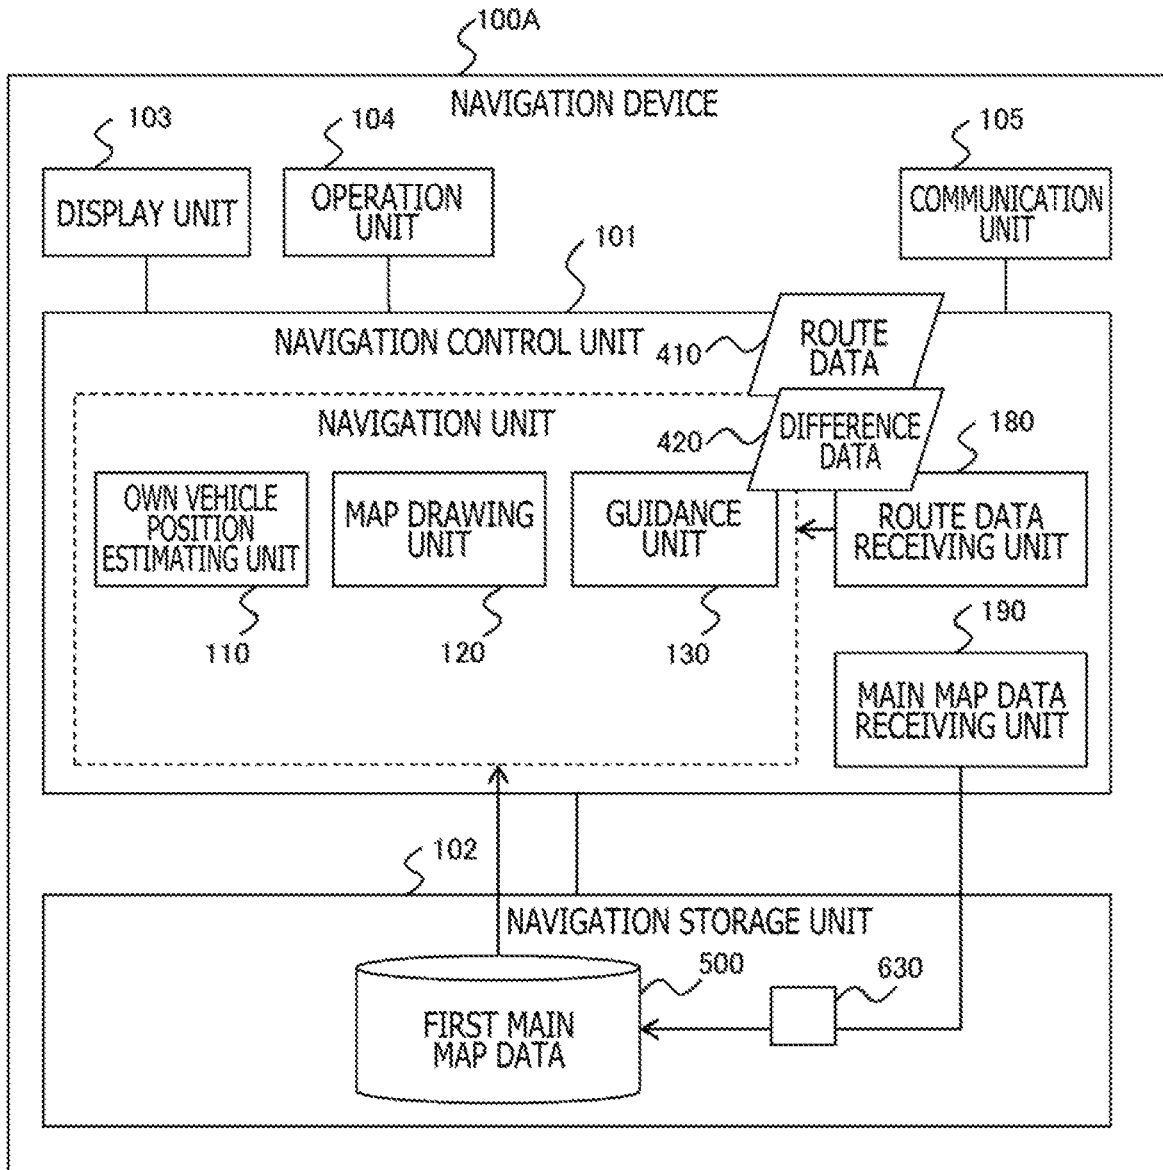 100A
NAVIGATION DEVICE
103
104
105
DISPLAY UNIT
OPERATION
UNIT
COMMUNICATION
UNIT
101
NAVIGATION CONTROL UNIT
410
ROUTE
DATA
NAVIGATION UNIT
420
DIFFERENCE
DATA
180
OWN VEHICLE
POSITION
ESTIMATING UNIT
MAP DRAWING
UNIT
GUIDANCE
UNIT
ROUTE DATA
RECEIVING UNIT
110
120
130
190
MAIN MAP DATA
RECEIVING UNIT
102
NAVIGATION STORAGE UNIT
500
630
FIRST MAIN
MAP DATA